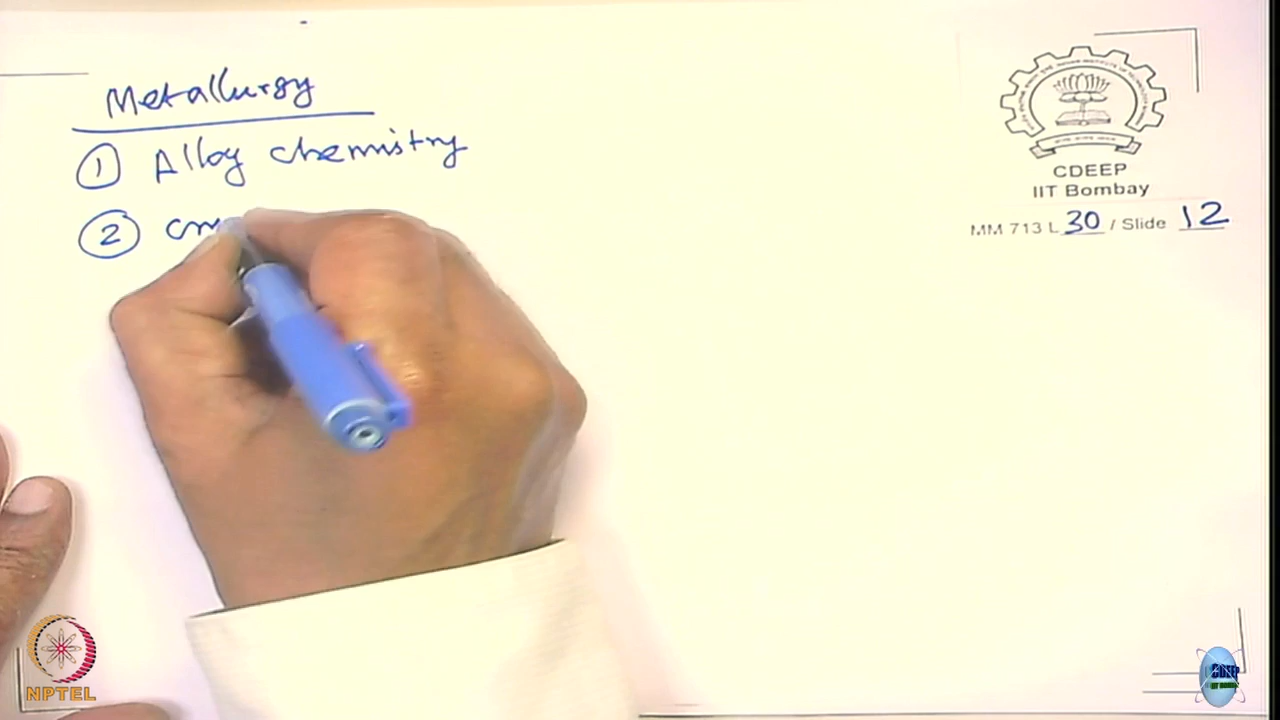 Metallurgy
① Alloy chemistry
②
CDEEP
IIT Bombay
MM 713 L 30 / Slide 12
NPTEL